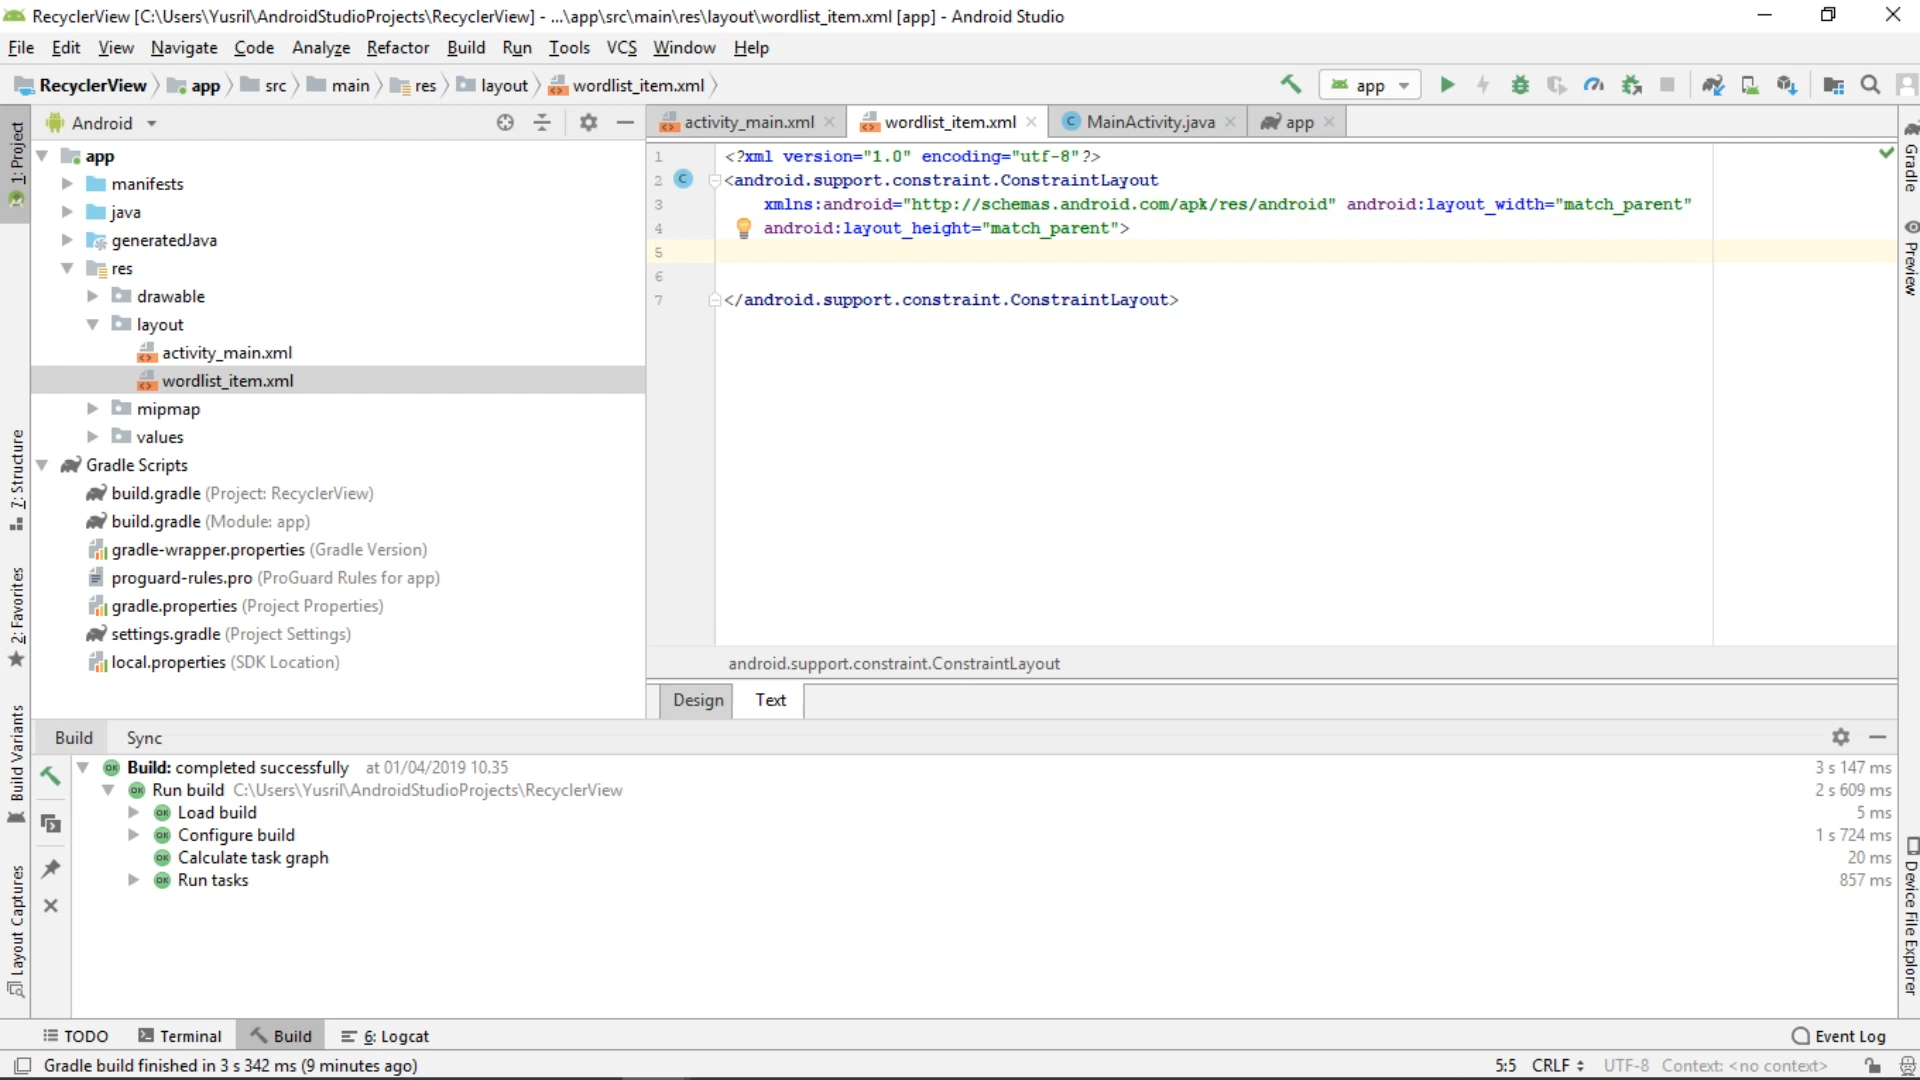 RecyclerView [C:\Users\Yusril\AndroidStudioProjects\RecyclerView] - ...\app\src\main\res\layout\wordlist_item.xml [app] - Android Studio
File Edit View Navigate Code Analyze Refactor Build Run Tools VCS Window Help
RecyclerView app src main res layout wordlist_item.xml app
1: Project
7: Structure
2: Favorites
Build Variants
Layout Captures
Android
app
manifests
java
generatedJava
res
drawable
layout
activity_main.xml
wordlist_item.xml
mipmap
values
Gradle Scripts
build.gradle (Project: RecyclerView)
build.gradle (Module: app)
gradle-wrapper.properties (Gradle Version)
proguard-rules.pro (ProGuard Rules for app)
gradle.properties (Project Properties)
settings.gradle (Project Settings)
local.properties (SDK Location)
activity_main.xml wordlist_item.xml MainActivity.java app
1 <?xml version="1.0" encoding="utf-8"?>
2 <android.support.constraint.ConstraintLayout
3 xmlns:android="http://schemas.android.com/apk/res/android" android:layout_width="match_parent"
4 android:layout_height="match_parent">
5
6
7 </android.support.constraint.ConstraintLayout>
android.support.constraint.ConstraintLayout
Design Text
Gradle
Preview
Device File Explorer
Build Sync
Build: completed successfully at 01/04/2019 10.35 3 s 147 ms
Run build C:\Users\Yusril\AndroidStudioProjects\RecyclerView 2 s 609 ms
Load build 5 ms
Configure build 1 s 724 ms
Calculate task graph 20 ms
Run tasks 857 ms
TODO Terminal Build 6: Logcat Event Log
Gradle build finished in 3 s 342 ms (9 minutes ago) 5:5 CRLF UTF-8 Context: <no context>